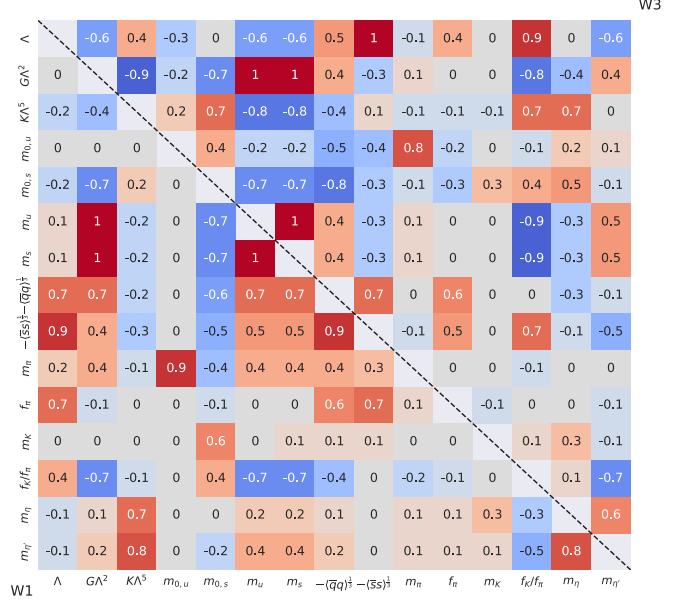 W3
Λ -0.6 0.4 -0.3 0 -0.6 -0.6 0.5 1 -0.1 0.4 0 0.9 0 -0.6
GΛ² 0 -0.9 -0.2 -0.7 1 1 0.4 -0.3 0.1 0 0 -0.8 -0.4 0.4
KΛ⁵ -0.2 -0.4 0.2 0.7 -0.8 -0.8 -0.4 0.1 -0.1 -0.1 -0.1 0.7 0.7 0
m₀,ᵤ 0 0 0 0.4 -0.2 -0.2 -0.5 -0.4 0.8 -0.2 0 -0.1 0.2 0.1
m₀,ₛ -0.2 -0.7 0.2 0 -0.7 -0.7 -0.8 -0.3 -0.1 -0.3 0.3 0.4 0.5 -0.1
mᵤ 0.1 1 -0.2 0 -0.7 1 0.4 -0.3 0.1 0 0 -0.9 -0.3 0.5
mₛ 0.1 1 -0.2 0 -0.7 1 0.4 -0.3 0.1 0 0 -0.9 -0.3 0.5
−⟨q̅q⟩^⅓ 0.7 0.7 -0.2 0 -0.6 0.7 0.7 0.7 0 0.6 0 0 -0.3 -0.1
−⟨s̅s⟩^⅓ 0.9 0.4 -0.3 0 -0.5 0.5 0.5 0.9 -0.1 0.5 0 0.7 -0.1 -0.5
m_π 0.2 0.4 -0.1 0.9 -0.4 0.4 0.4 0.4 0.3 0 0 0 0 0
f_π 0.7 -0.1 0 0 -0.1 0 0 0.6 0.7 0.1 -0.1 0 0 -0.1
m_K 0 0 0 0 0.6 0 0.1 0.1 0.1 0 0 0.1 0.3 -0.1
f_K/f_π 0.4 -0.7 -0.1 0 0.4 -0.7 -0.7 -0.4 0 -0.2 -0.1 0 0.1 -0.7
m_η -0.1 0.1 0.7 0 0 0.2 0.2 0.1 0 0.1 0.1 0.3 -0.3 0.6
m_η′ -0.1 0.2 0.8 0 -0.2 0.4 0.4 0.2 0 0.1 0.1 0.1 -0.5 0.8
W1 Λ GΛ² KΛ⁵ m₀,ᵤ m₀,ₛ mᵤ mₛ −⟨q̅q⟩^⅓ −⟨s̅s⟩^⅓ m_π f_π m_K f_K/f_π m_η m_η′